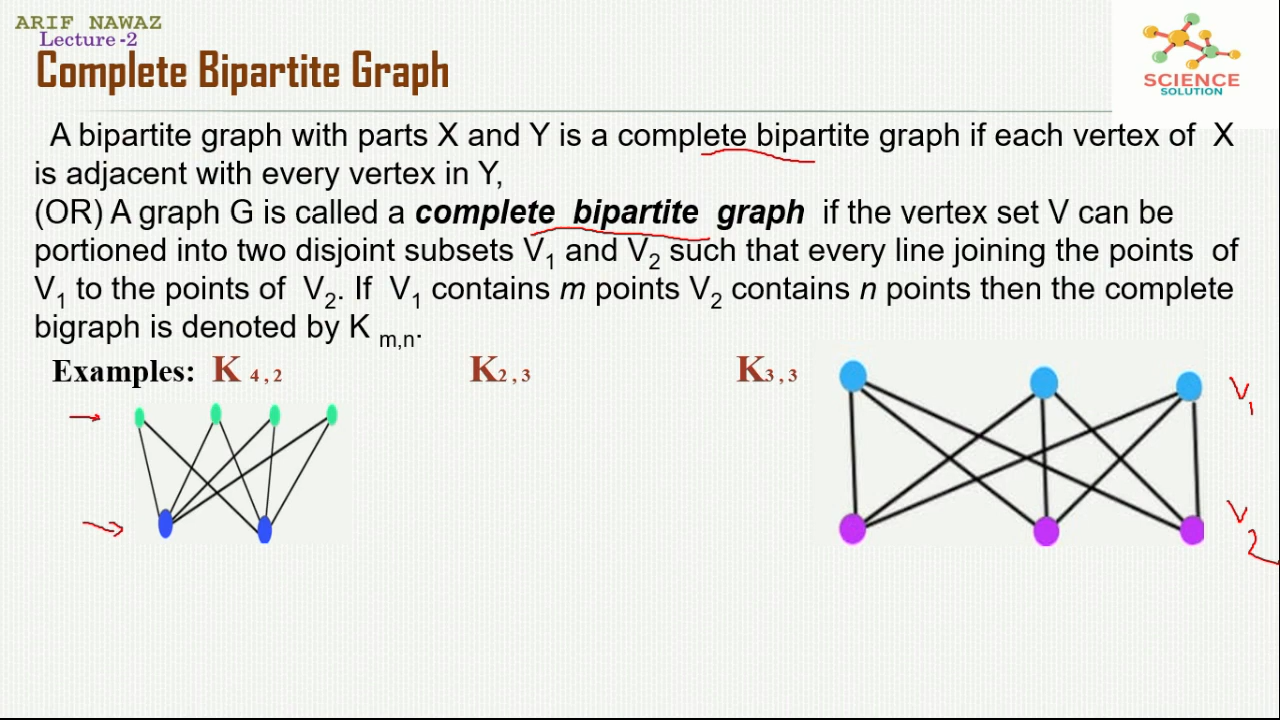 ARIF NAWAZ
Lecture -2
Complete Bipartite Graph
SCIENCE
SOLUTION
A bipartite graph with parts X and Y is a complete bipartite graph if each vertex of X
is adjacent with every vertex in Y,
(OR) A graph G is called a complete bipartite graph if the vertex set V can be
portioned into two disjoint subsets V1 and V2 such that every line joining the points of
V1 to the points of V2. If V1 contains m points V2 contains n points then the complete
bigraph is denoted by K m,n.
Examples: K 4 , 2 K2 , 3 K3 , 3
V1
V2